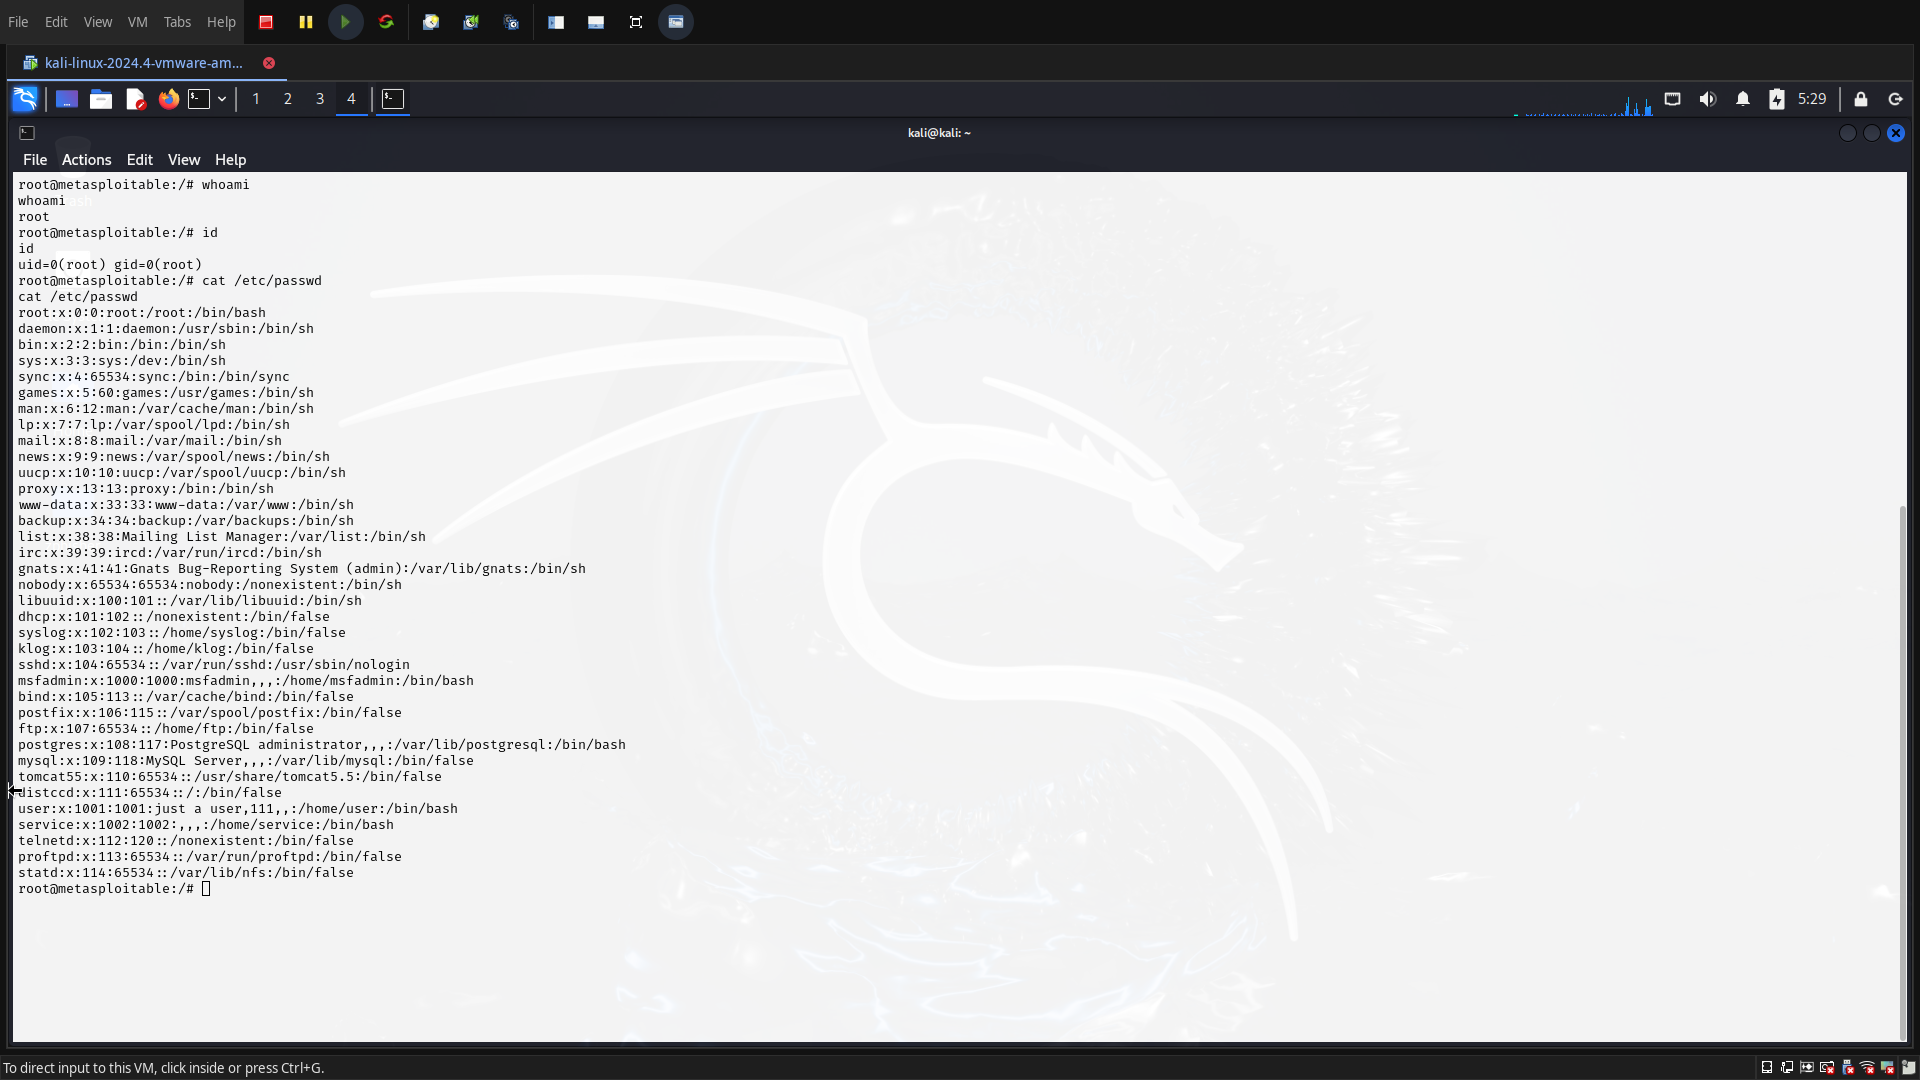 File Edit View VM Tabs Help
kali-linux-2024.4-vmware-am...
1 2 3 4 5:29
kali@kali: ~
File Actions Edit View Help
root@metasploitable:/# whoami
whoami
root
root@metasploitable:/# id
id
uid=0(root) gid=0(root)
root@metasploitable:/# cat /etc/passwd
cat /etc/passwd
root:x:0:0:root:/root:/bin/bash
daemon:x:1:1:daemon:/usr/sbin:/bin/sh
bin:x:2:2:bin:/bin:/bin/sh
sys:x:3:3:sys:/dev:/bin/sh
sync:x:4:65534:sync:/bin:/bin/sync
games:x:5:60:games:/usr/games:/bin/sh
man:x:6:12:man:/var/cache/man:/bin/sh
lp:x:7:7:lp:/var/spool/lpd:/bin/sh
mail:x:8:8:mail:/var/mail:/bin/sh
news:x:9:9:news:/var/spool/news:/bin/sh
uucp:x:10:10:uucp:/var/spool/uucp:/bin/sh
proxy:x:13:13:proxy:/bin:/bin/sh
www-data:x:33:33:www-data:/var/www:/bin/sh
backup:x:34:34:backup:/var/backups:/bin/sh
list:x:38:38:Mailing List Manager:/var/list:/bin/sh
irc:x:39:39:ircd:/var/run/ircd:/bin/sh
gnats:x:41:41:Gnats Bug-Reporting System (admin):/var/lib/gnats:/bin/sh
nobody:x:65534:65534:nobody:/nonexistent:/bin/sh
libuuid:x:100:101::/var/lib/libuuid:/bin/sh
dhcp:x:101:102::/nonexistent:/bin/false
syslog:x:102:103::/home/syslog:/bin/false
klog:x:103:104::/home/klog:/bin/false
sshd:x:104:65534::/var/run/sshd:/usr/sbin/nologin
msfadmin:x:1000:1000:msfadmin,,,:/home/msfadmin:/bin/bash
bind:x:105:113::/var/cache/bind:/bin/false
postfix:x:106:115::/var/spool/postfix:/bin/false
ftp:x:107:65534::/home/ftp:/bin/false
postgres:x:108:117:PostgreSQL administrator,,,:/var/lib/postgresql:/bin/bash
mysql:x:109:118:MySQL Server,,,:/var/lib/mysql:/bin/false
tomcat55:x:110:65534::/usr/share/tomcat5.5:/bin/false
distccd:x:111:65534::/:/bin/false
user:x:1001:1001:just a user,111,,:/home/user:/bin/bash
service:x:1002:1002:,,,:/home/service:/bin/bash
telnetd:x:112:120::/nonexistent:/bin/false
proftpd:x:113:65534::/var/run/proftpd:/bin/false
statd:x:114:65534::/var/lib/nfs:/bin/false
root@metasploitable:/#
To direct input to this VM, click inside or press Ctrl+G.